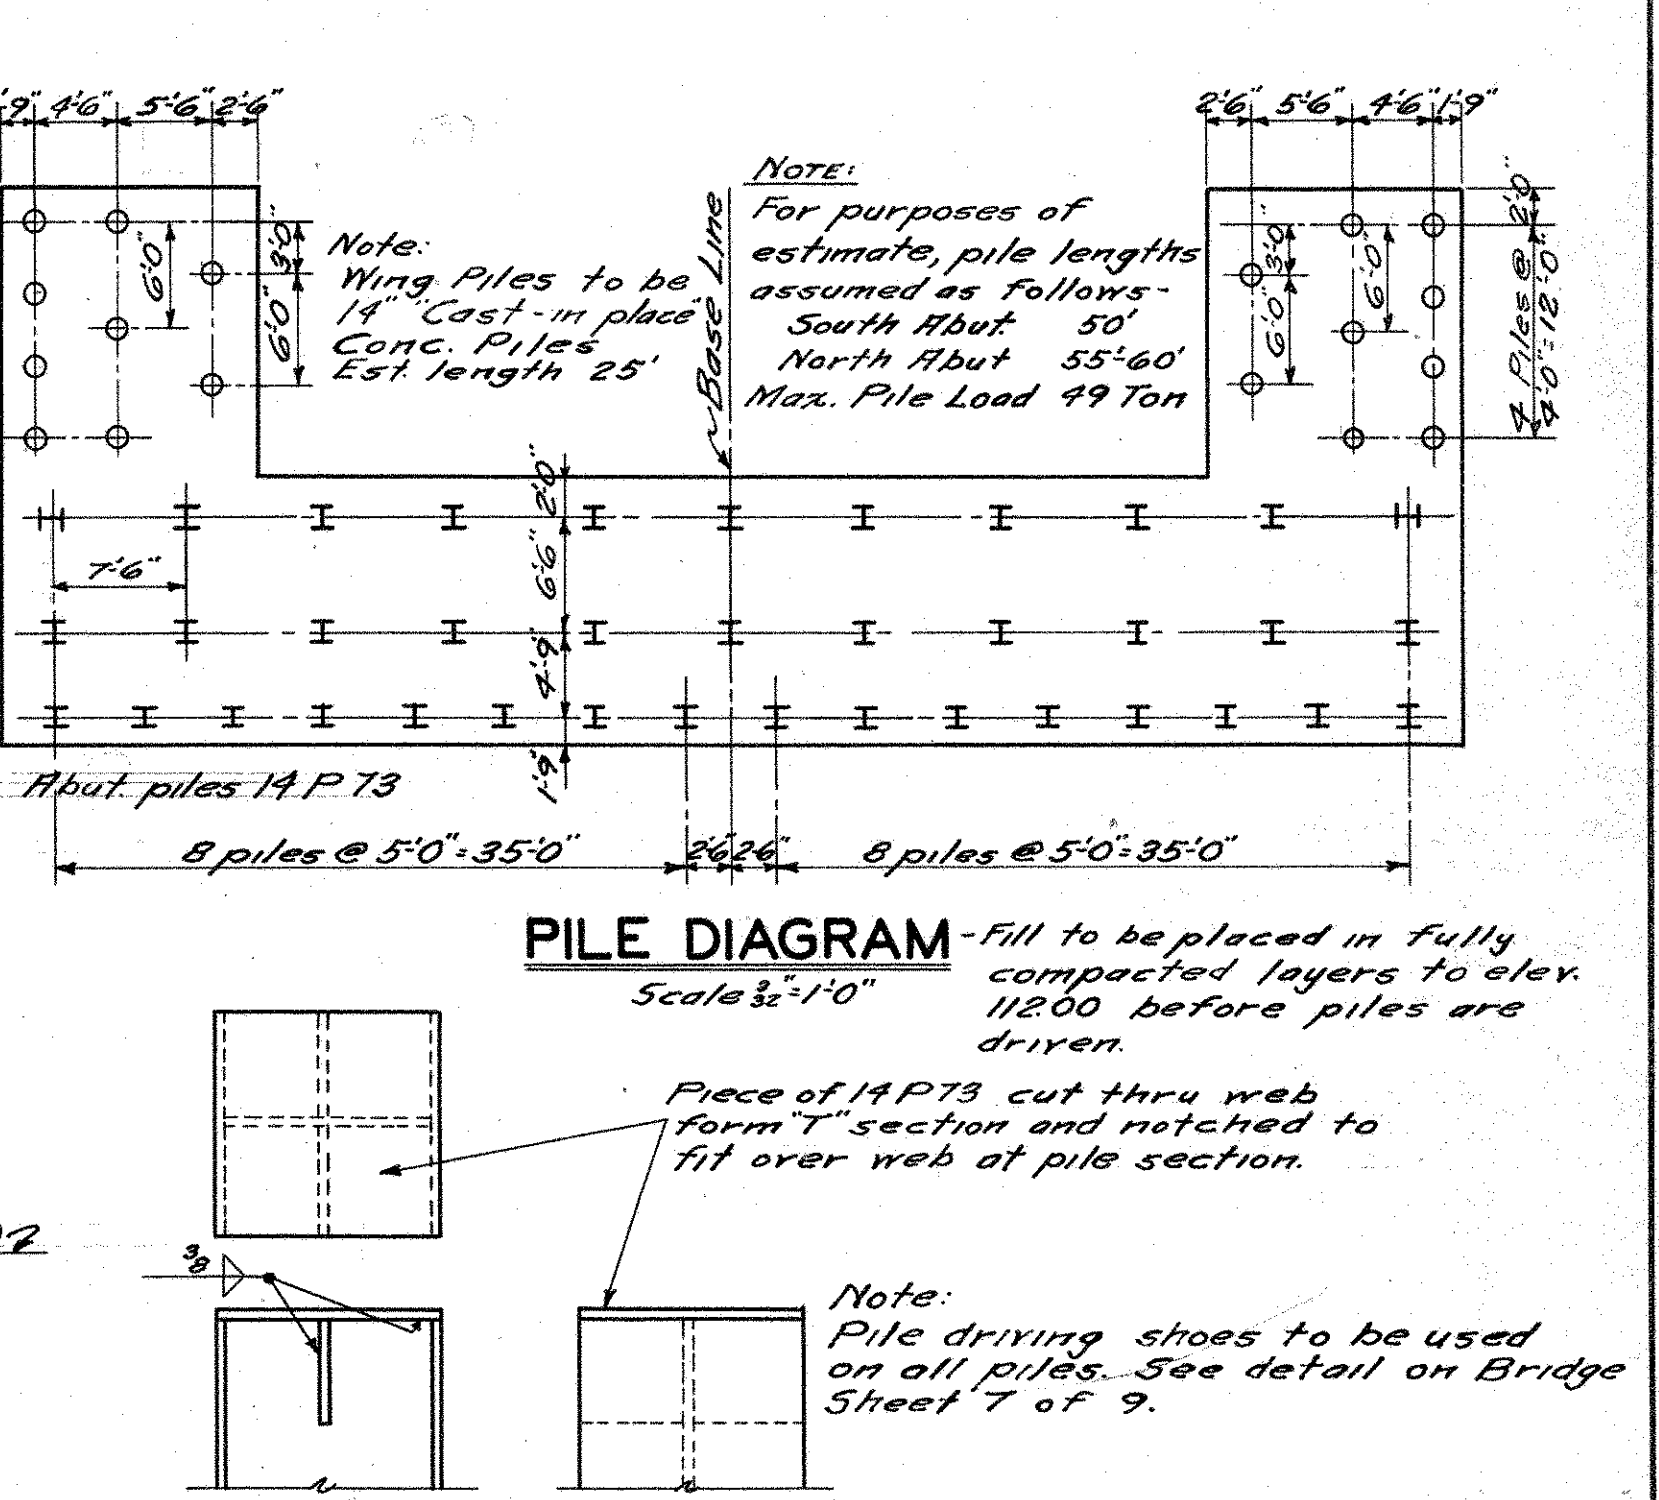 1'-9" 4'-6" 5'-6" 2'-6"
2'-6" 5'-6" 4'-6" 1'-9"
6'-0"
3'-0"
6'-0"
Note:
Wing Piles to be
14" "Cast-in place"
Conc. Piles
Est. length 25'
Base Line
NOTE:
For purposes of
estimate, pile lengths
assumed as follows-
South Abut. 50'
North Abut 55'-60'
Max. Pile Load 49 Ton
3'-0"
6'-0"
6'-0"
2'-0"
4 Piles @
4'-0"=12'-0"
2'-0"
6'-6"
7'-6"
4'-9"
1'-9"
Abut. piles 14 P 73
8 piles @ 5'-0"=35'-0"
2'-6" 2'-6"
8 piles @ 5'-0"=35'-0"
PILE DIAGRAM
Scale 3/32"=1'-0"
-Fill to be placed in fully
compacted layers to elev.
112.00 before piles are
driven.
Piece of 14 P 73 cut thru web
form "T" section and notched to
fit over web at pile section.
3/8
Note:
Pile driving shoes to be used
on all piles. See detail on Bridge
Sheet 7 of 9.